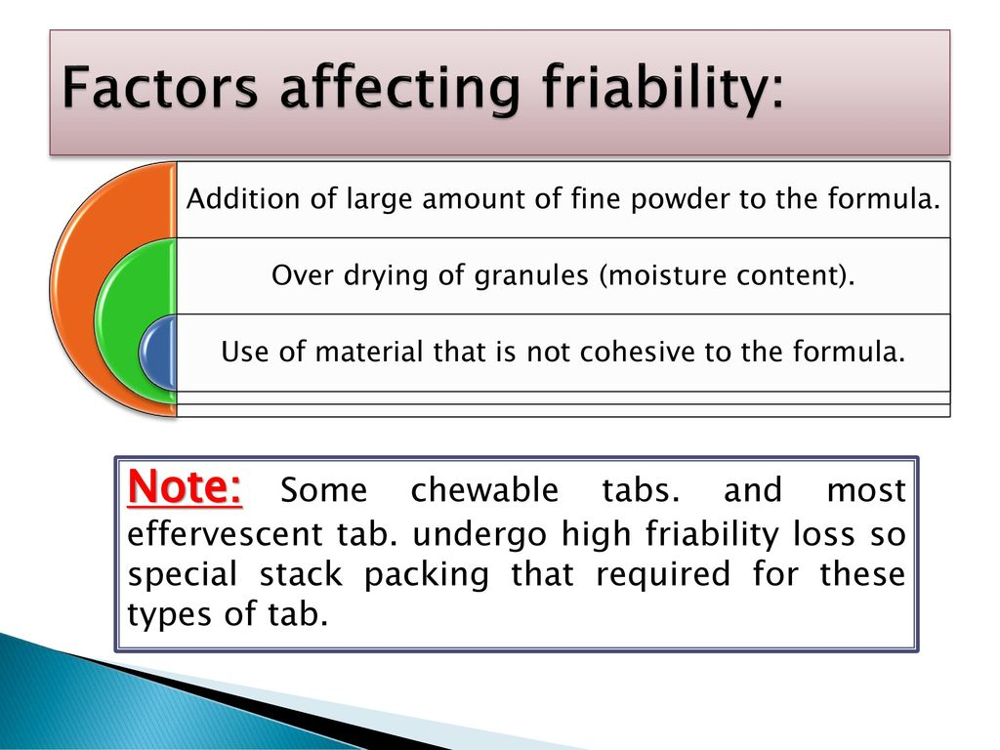 Factors affecting friability:
Addition of large amount of fine powder to the formula.
Over drying of granules (moisture content).
Use of material that is not cohesive to the formula.
Note: Some chewable tabs. and most
effervescent tab. undergo high friability loss so
special stack packing that required for these
types of tab.